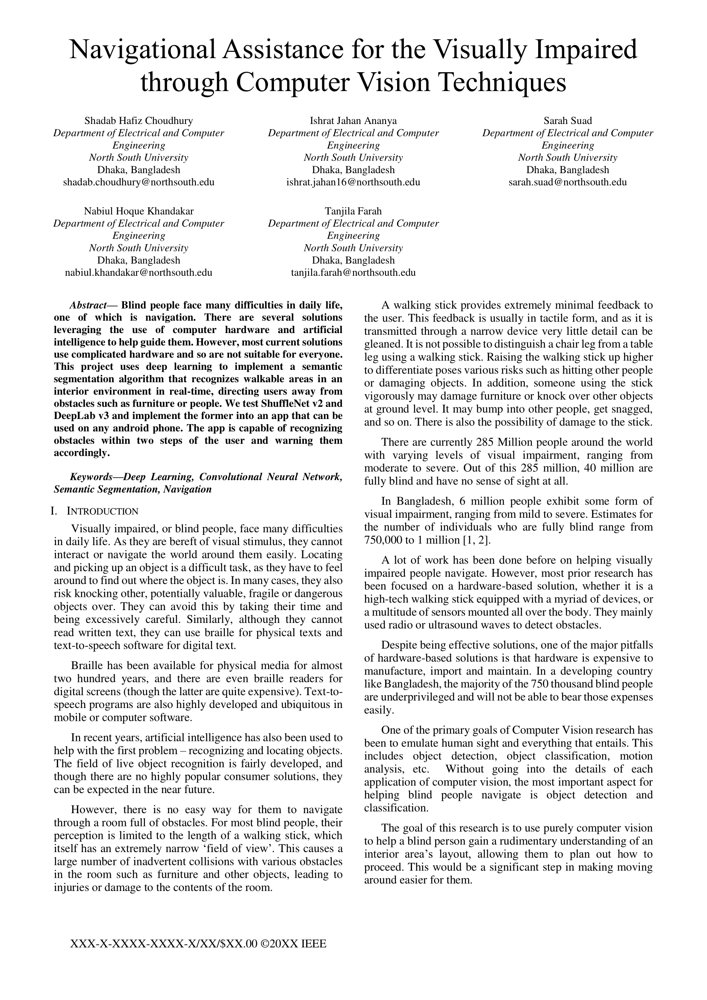 Navigational Assistance for the Visually Impaired
through Computer Vision Techniques
Shadab Hafiz Choudhury
Department of Electrical and Computer
Engineering
North South University
Dhaka, Bangladesh
shadab.choudhury@northsouth.edu
Ishrat Jahan Ananya
Department of Electrical and Computer
Engineering
North South University
Dhaka, Bangladesh
ishrat.jahan16@northsouth.edu
Sarah Suad
Department of Electrical and Computer
Engineering
North South University
Dhaka, Bangladesh
sarah.suad@northsouth.edu
Nabiul Hoque Khandakar
Department of Electrical and Computer
Engineering
North South University
Dhaka, Bangladesh
nabiul.khandakar@northsouth.edu
Tanjila Farah
Department of Electrical and Computer
Engineering
North South University
Dhaka, Bangladesh
tanjila.farah@northsouth.edu
Abstract— Blind people face many difficulties in daily life,
one of which is navigation. There are several solutions
leveraging the use of computer hardware and artificial
intelligence to help guide them. However, most current solutions
use complicated hardware and so are not suitable for everyone.
This project uses deep learning to implement a semantic
segmentation algorithm that recognizes walkable areas in an
interior environment in real-time, directing users away from
obstacles such as furniture or people. We test ShuffleNet v2 and
DeepLab v3 and implement the former into an app that can be
used on any android phone. The app is capable of recognizing
obstacles within two steps of the user and warning them
accordingly.
Keywords—Deep Learning, Convolutional Neural Network,
Semantic Segmentation, Navigation
I. INTRODUCTION
Visually impaired, or blind people, face many difficulties
in daily life. As they are bereft of visual stimulus, they cannot
interact or navigate the world around them easily. Locating
and picking up an object is a difficult task, as they have to feel
around to find out where the object is. In many cases, they also
risk knocking other, potentially valuable, fragile or dangerous
objects over. They can avoid this by taking their time and
being excessively careful. Similarly, although they cannot
read written text, they can use braille for physical texts and
text-to-speech software for digital text.
Braille has been available for physical media for almost
two hundred years, and there are even braille readers for
digital screens (though the latter are quite expensive). Text-to-
speech programs are also highly developed and ubiquitous in
mobile or computer software.
In recent years, artificial intelligence has also been used to
help with the first problem – recognizing and locating objects.
The field of live object recognition is fairly developed, and
though there are no highly popular consumer solutions, they
can be expected in the near future.
However, there is no easy way for them to navigate
through a room full of obstacles. For most blind people, their
perception is limited to the length of a walking stick, which
itself has an extremely narrow ‘field of view’. This causes a
large number of inadvertent collisions with various obstacles
in the room such as furniture and other objects, leading to
injuries or damage to the contents of the room.
A walking stick provides extremely minimal feedback to
the user. This feedback is usually in tactile form, and as it is
transmitted through a narrow device very little detail can be
gleaned. It is not possible to distinguish a chair leg from a table
leg using a walking stick. Raising the walking stick up higher
to differentiate poses various risks such as hitting other people
or damaging objects. In addition, someone using the stick
vigorously may damage furniture or knock over other objects
at ground level. It may bump into other people, get snagged,
and so on. There is also the possibility of damage to the stick.
There are currently 285 Million people around the world
with varying levels of visual impairment, ranging from
moderate to severe. Out of this 285 million, 40 million are
fully blind and have no sense of sight at all.
In Bangladesh, 6 million people exhibit some form of
visual impairment, ranging from mild to severe. Estimates for
the number of individuals who are fully blind range from
750,000 to 1 million [1, 2].
A lot of work has been done before on helping visually
impaired people navigate. However, most prior research has
been focused on a hardware-based solution, whether it is a
high-tech walking stick equipped with a myriad of devices, or
a multitude of sensors mounted all over the body. They mainly
used radio or ultrasound waves to detect obstacles.
Despite being effective solutions, one of the major pitfalls
of hardware-based solutions is that hardware is expensive to
manufacture, import and maintain. In a developing country
like Bangladesh, the majority of the 750 thousand blind people
are underprivileged and will not be able to bear those expenses
easily.
One of the primary goals of Computer Vision research has
been to emulate human sight and everything that entails. This
includes object detection, object classification, motion
analysis, etc. Without going into the details of each
application of computer vision, the most important aspect for
helping blind people navigate is object detection and
classification.
The goal of this research is to use purely computer vision
to help a blind person gain a rudimentary understanding of an
interior area’s layout, allowing them to plan out how to
proceed. This would be a significant step in making moving
around easier for them.
XXX-X-XXXX-XXXX-X/XX/$XX.00 ©20XX IEEE